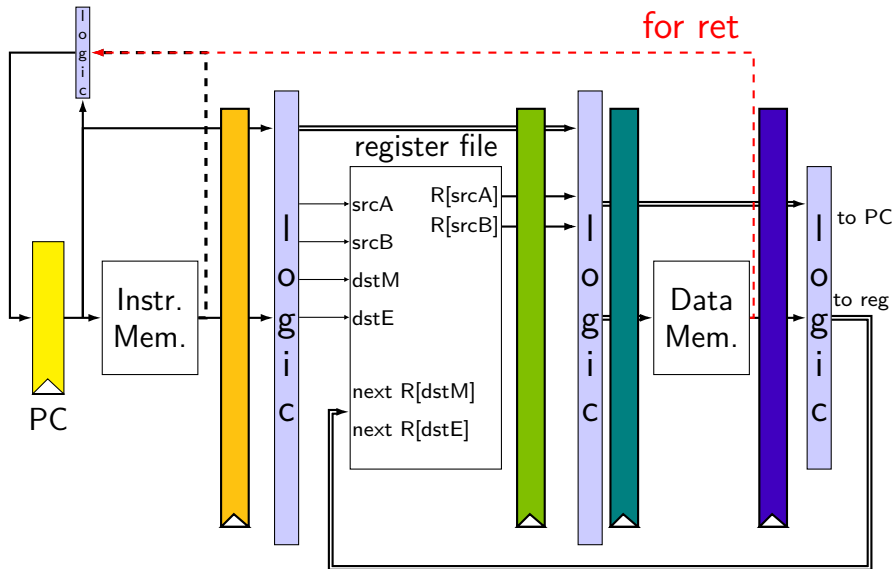 for ret
logic
register file
srcA
srcB
dstM
dstE
R[srcA]
R[srcB]
next R[dstM]
next R[dstE]
logic
logic
logic
to PC
to reg
Instr.
Mem.
Data
Mem.
PC